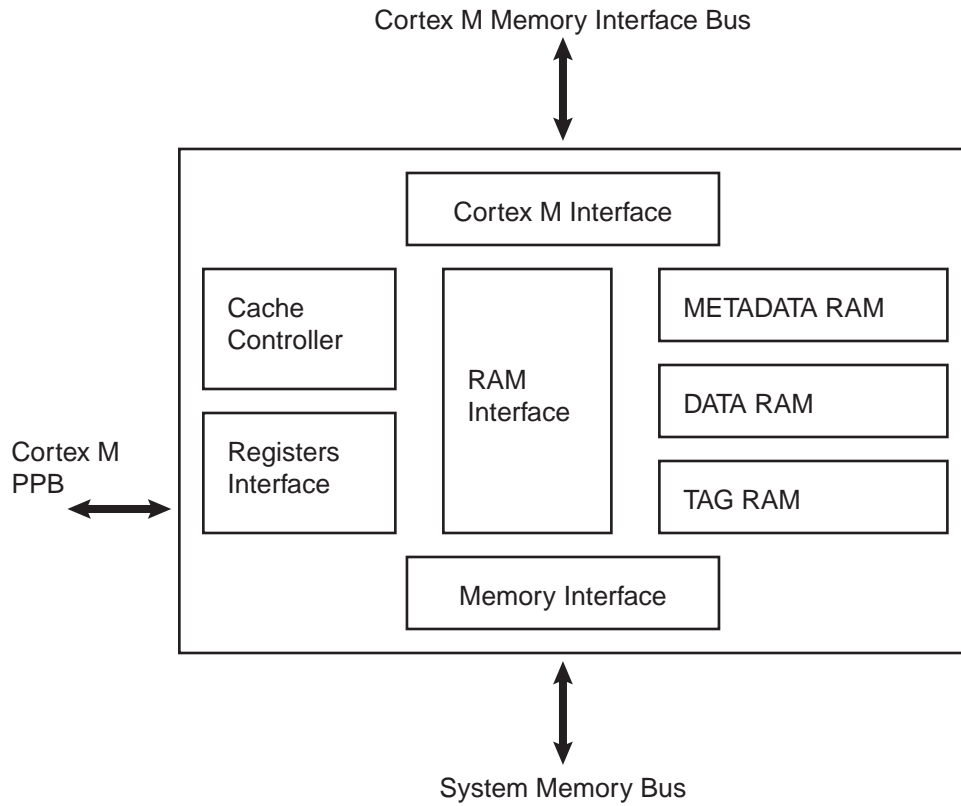 Cortex M Memory Interface Bus
Cortex M Interface
Cache
Controller
RAM
Interface
METADATA RAM
DATA RAM
TAG RAM
Registers
Interface
Cortex M
PPB
Memory Interface
System Memory Bus